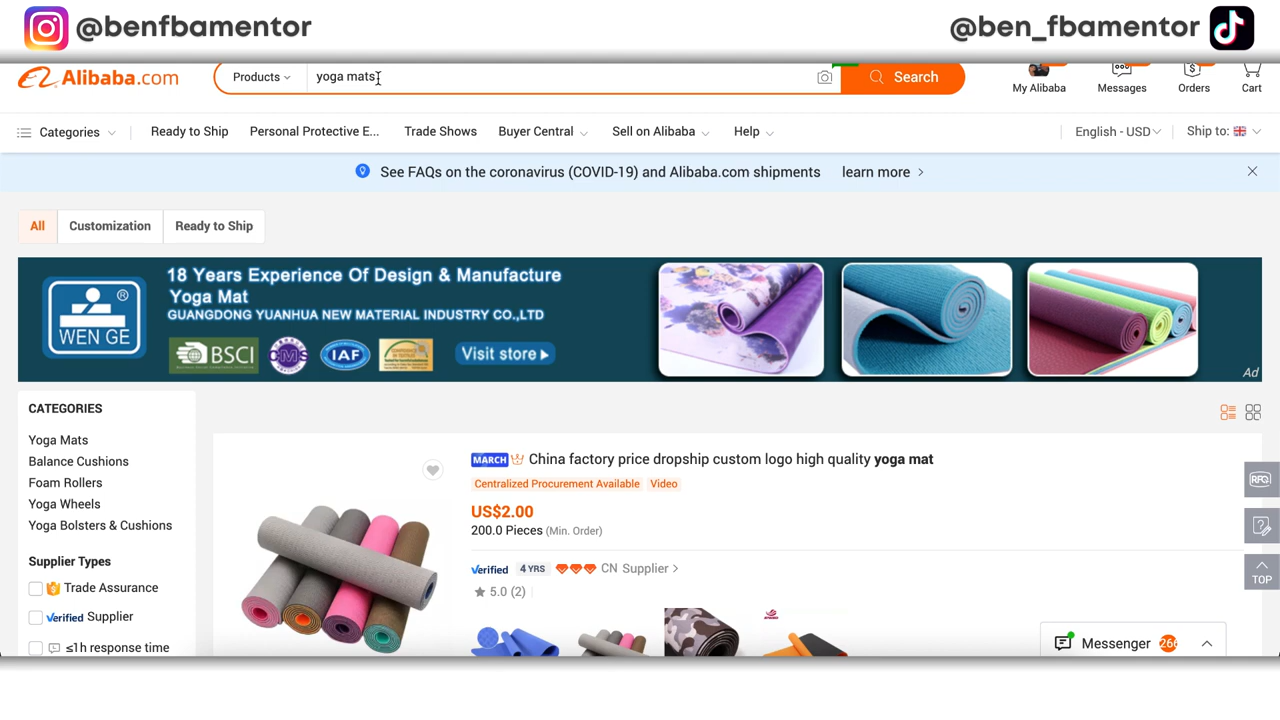 @benfbamentor
@ben_fbamentor
Alibaba.com
Products
yoga mats
Search
My Alibaba
Messages
Orders
Cart
Categories
Ready to Ship
Personal Protective E...
Trade Shows
Buyer Central
Sell on Alibaba
Help
English - USD
Ship to:
See FAQs on the coronavirus (COVID-19) and Alibaba.com shipments
learn more
All
Customization
Ready to Ship
18 Years Experience Of Design & Manufacture
Yoga Mat
GUANGDONG YUANHUA NEW MATERIAL INDUSTRY CO.,LTD
WEN GE
®
BSCI
CMS
IAF
Visit store
Ad
CATEGORIES
Yoga Mats
Balance Cushions
Foam Rollers
Yoga Wheels
Yoga Bolsters & Cushions
Supplier Types
Trade Assurance
Verified Supplier
≤1h response time
MARCH China factory price dropship custom logo high quality yoga mat
Centralized Procurement Available
Video
US$2.00
200.0 Pieces (Min. Order)
Verified
4 YRS
CN Supplier
5.0 (2)
RFQ
TOP
Messenger